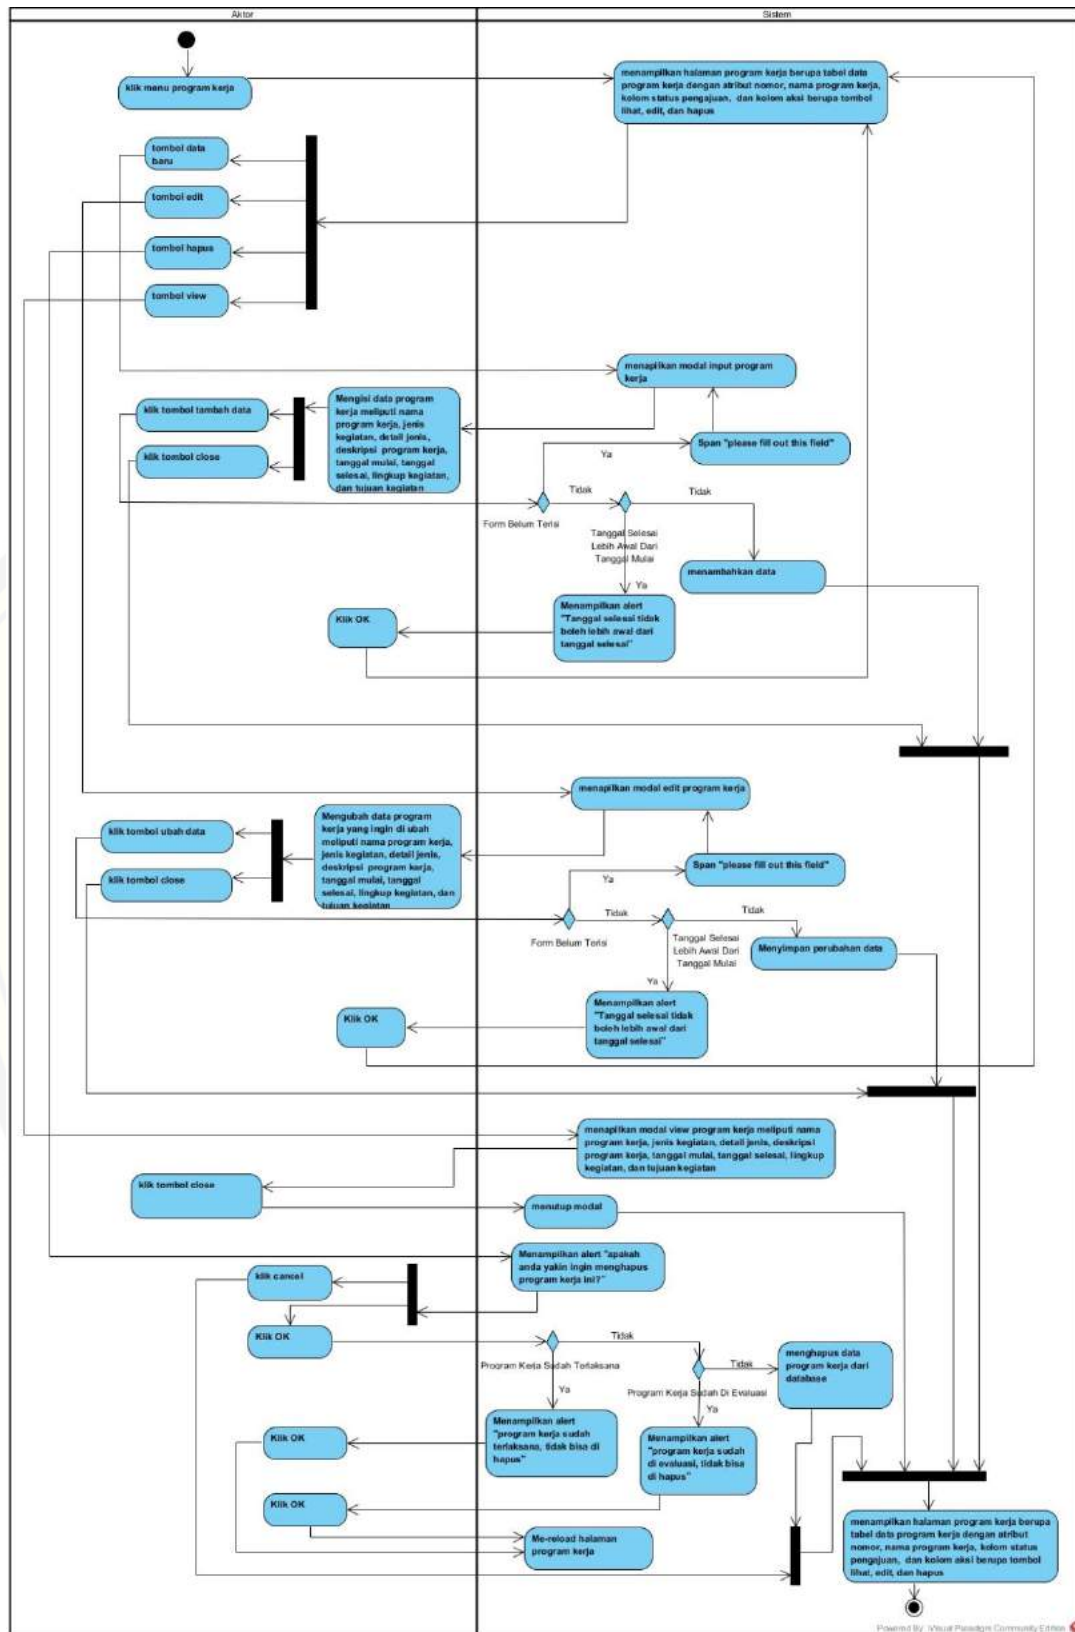 Aktor
Sistem
klik menu program kerja
menampilkan halaman program kerja berupa tabel data
program kerja dengan atribut nomor, nama program kerja,
kolom status pengajuan, dan kolom aksi berupa tombol
lihat, edit, dan hapus
tombol data
baru
tombol edit
tombol hapus
tombol view
menaplikan modal input program
kerja
Mengisi data program
kerja meliputi nama
program kerja, jenis
kegiatan, detail jenis,
deskripsi program kerja,
tanggal mulai, tanggal
selesai, lingkup kegiatan,
dan tujuan kegiatan
klik tombol tambah data
klik tombol close
Span "please fill out this field"
Ya
Tidak
Tidak
Form Belum Terisi
Tanggal Selesai
Lebih Awal Dari
Tanggal Mulai
Ya
menambahkan data
Menampilkan alert
"Tanggal selesai tidak
boleh lebih awal dari
tanggal selesai"
Klik OK
menapilkan modal edit program kerja
Mengubah data program
kerja yang ingin di ubah
meliputi nama program kerja,
jenis kegiatan, detail jenis,
deskripsi program kerja,
tanggal mulai, tanggal
selesai, lingkup kegiatan, dan
tujuan kegiatan
klik tombol ubah data
klik tombol close
Span "please fill out this field"
Ya
Tidak
Tidak
Form Belum Terisi
Tanggal Selesai
Lebih Awal Dari
Tanggal Mulai
Ya
Menyimpan perubahan data
Menampilkan alert
"Tanggal selesai tidak
boleh lebih awal dari
tanggal selesai"
Klik OK
menapilkan modal view program kerja meliputi nama
program kerja, jenis kegiatan, detail jenis, deskripsi
program kerja, tanggal mulai, tanggal selesai, lingkup
kegiatan, dan tujuan kegiatan
klik tombol close
menutup modal
Menampilkan alert "apakah
anda yakin ingin menghapus
program kerja ini?"
klik cancel
Klik OK
Tidak
Program Kerja Sudah Terlaksana
Tidak
Program Kerja Sudah Di Evaluasi
menghapus data
program kerja dari
database
Ya
Ya
Menampilkan alert
"program kerja sudah
terlaksana, tidak bisa di
hapus"
Menampilkan alert
"program kerja sudah
di evaluasi, tidak bisa
di hapus"
Klik OK
Klik OK
Me-reload halaman
program kerja
menampilkan halaman program kerja berupa
tabel data program kerja dengan atribut
nomor, nama program kerja, kolom status
pengajuan, dan kolom aksi berupa tombol
lihat, edit, dan hapus
Powered By: Visual Paradigm Community Edition